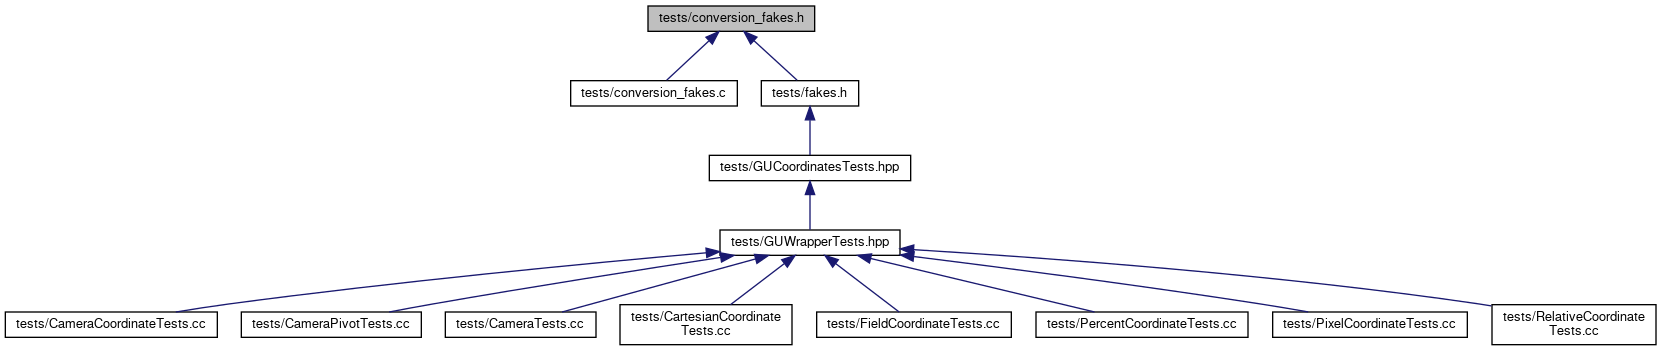 tests/conversion_fakes.h
tests/conversion_fakes.c
tests/fakes.h
tests/GUCoordinatesTests.hpp
tests/GUWrapperTests.hpp
tests/CameraCoordinateTests.cc
tests/CameraPivotTests.cc
tests/CameraTests.cc
tests/CartesianCoordinate
Tests.cc
tests/FieldCoordinateTests.cc
tests/PercentCoordinateTests.cc
tests/PixelCoordinateTests.cc
tests/RelativeCoordinate
Tests.cc